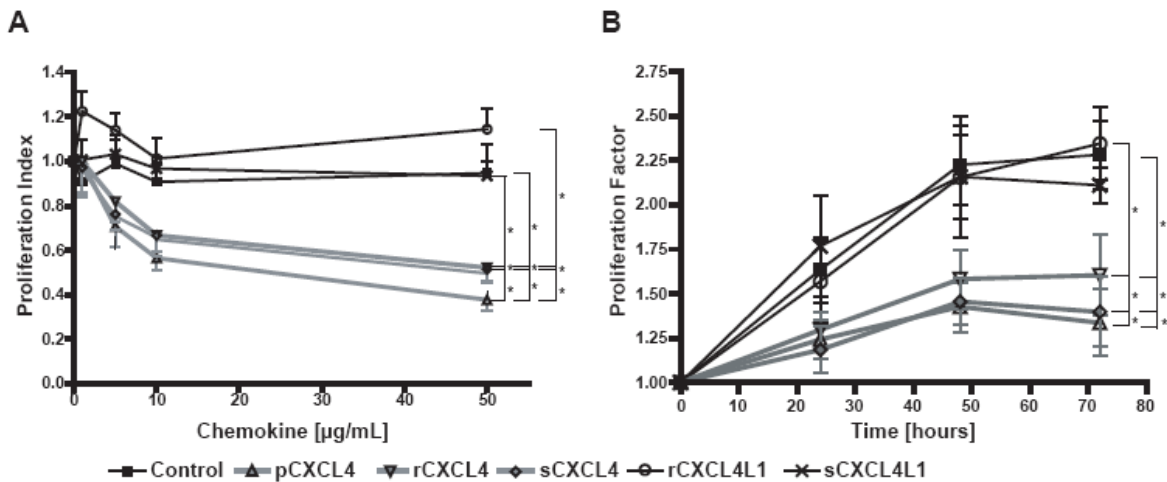 A
B
Proliferation Index
1.4
1.2
1.0
0.8
0.6
0.4
0.2
0.0
0 10 20 30 40 50
Chemokine [µg/mL]
* * *
* * *
* * *
Proliferation Factor
2.75
2.50
2.25
2.00
1.75
1.50
1.25
1.00
0 10 20 30 40 50 60 70 80
Time [hours]
* *
* *
* *
Control pCXCL4 rCXCL4 sCXCL4 rCXCL4L1 sCXCL4L1